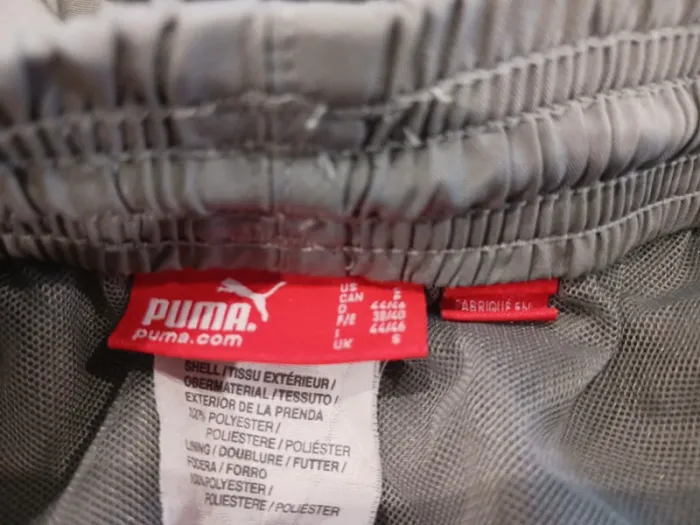 PUMA.
puma.com
US S
CAN S
D 44/46
F/E 38/40
I 44/46
UK S
FABRIQUÉ EN
SHELL / TISSU EXTÉRIEUR /
OBERMATERIAL / TESSUTO /
EXTERIOR DE LA PRENDA
100% POLYESTER /
POLIESTERE / POLIÉSTER
LINING / DOUBLURE / FUTTER /
FODERA / FORRO
100% POLYESTER /
POLIESTERE / POLIÉSTER